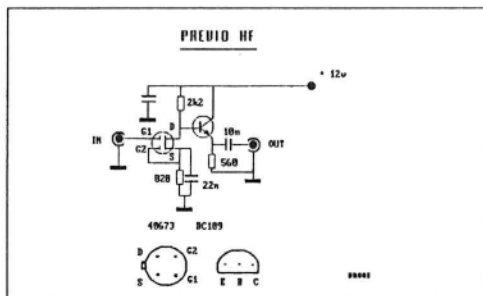 PREVIO HF
* 12v
2k2
G1
D
10n
IN
OUT
G2
S
560
820
22n
40673
BC109
D
G2
S
G1
E B C